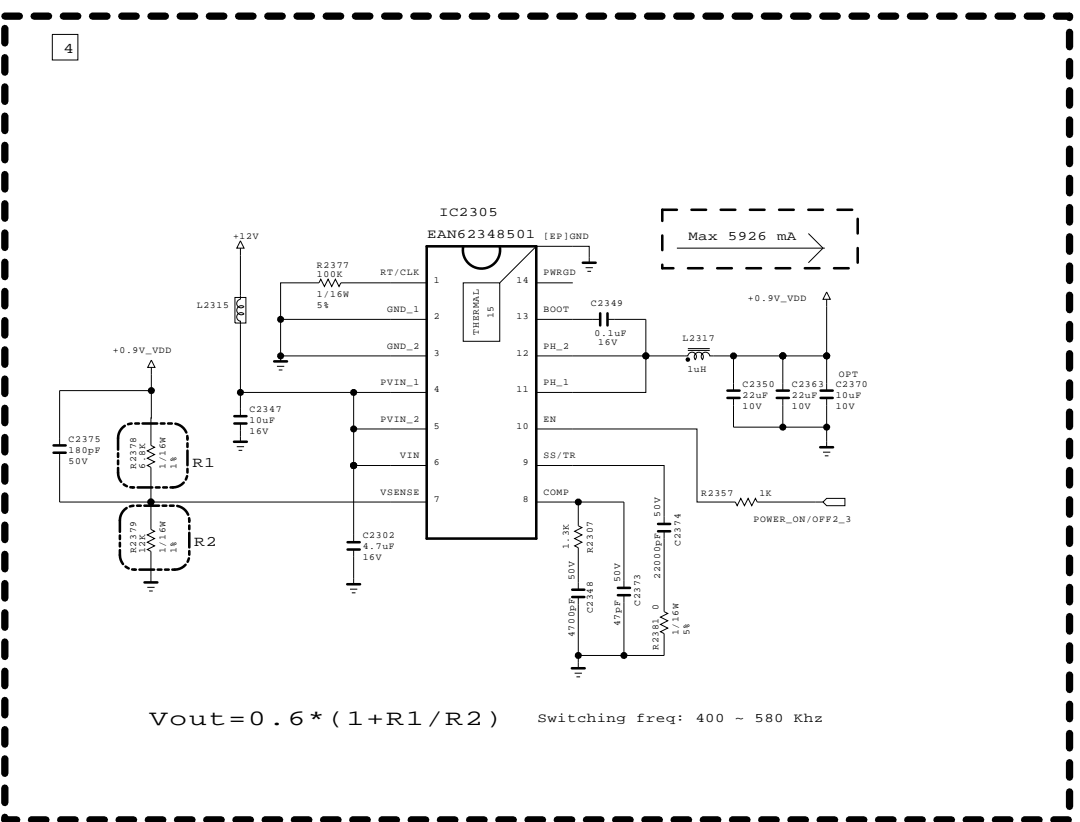 4
IC2305
EAN62348501
[EP]GND
Max 5926 mA
+12V
L2315
R2377
100K
1/16W
5%
RT/CLK
1
GND_1
2
GND_2
3
PVIN_1
4
PVIN_2
5
VIN
6
VSENSE
7
THERMAL
15
14
PWRGD
13
BOOT
12
PH_2
11
PH_1
10
EN
9
SS/TR
8
COMP
C2349
0.1uF
16V
L2317
1uH
+0.9V_VDD
C2350
22uF
10V
C2363
22uF
10V
OPT
C2370
10uF
10V
+0.9V_VDD
C2375
180pF
50V
R2378
6.8K
1/16W
1%
R1
R2379
12K
1/16W
1%
R2
C2347
10uF
16V
C2302
4.7uF
16V
R2357
1K
POWER_ON/OFF2_3
1.3K
R2307
4700pF 50V
C2348
47pF 50V
C2373
22000pF 50V
C2374
R2381 0
1/16W
5%
Vout=0.6*(1+R1/R2)
Switching freq: 400 ~ 580 Khz